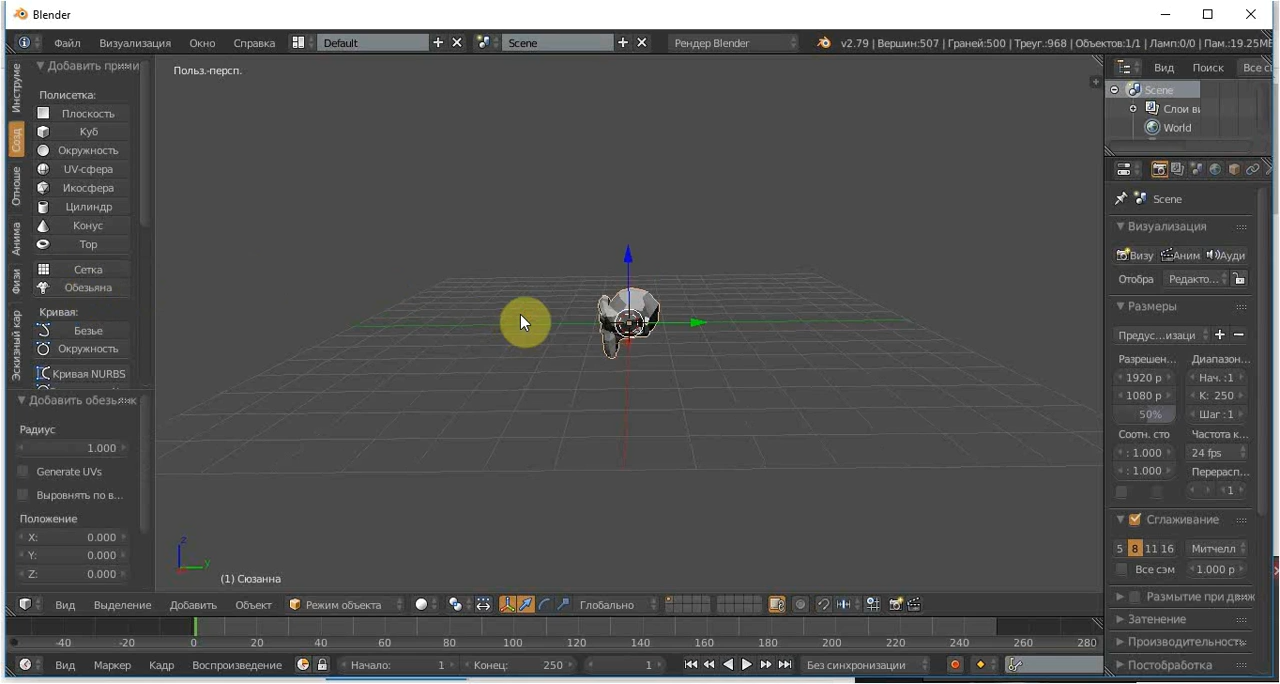 Blender
Файл Визуализация Окно Справка Default Scene Рендер Blender v2.79 | Вершин:507 | Граней:500 | Треуг.:968 | Объектов:1/1 | Ламп:0/0 | Пам.:19.25МБ
Инструме
Созд
Отноше
Анима
Физи
Эскизный кар
Добавить прими
Полисетка:
Плоскость
Куб
Окружность
UV-сфера
Икосфера
Цилиндр
Конус
Тор
Сетка
Обезьяна
Кривая:
Безье
Окружность
Кривая NURBS
Добавить обезьянк
Радиус
1.000
Generate UVs
Выровнять по в...
Положение
X: 0.000
Y: 0.000
Z: 0.000
Польз.-персп.
z
y
(1) Сюзанна
Вид Выделение Добавить Объект Режим объекта Глобально
-40 -20 0 20 40 60 80 100 120 140 160 180 200 220 240 260 280
Вид Маркер Кадр Воспроизведение Начало: 1 Конец: 250 1 Без синхронизации
Вид Поиск Все с
Scene
Слои ви
World
Scene
Визуализация
Визу Аним Ауди
Отобра Редакто...
Размеры
Предус...изаци
Разрешен... Диапазон...
1920 p Нач. :1
1080 p К: 250
50% Шаг :1
Соотн. сто Частота к...
: 1.000 24 fps
: 1.000 Перерасп...
1
Сглаживание
5 8 11 16 Митчелл
Все сэм 1.000 p
Размытие при движ
Затенение
Производительность
Постобработка